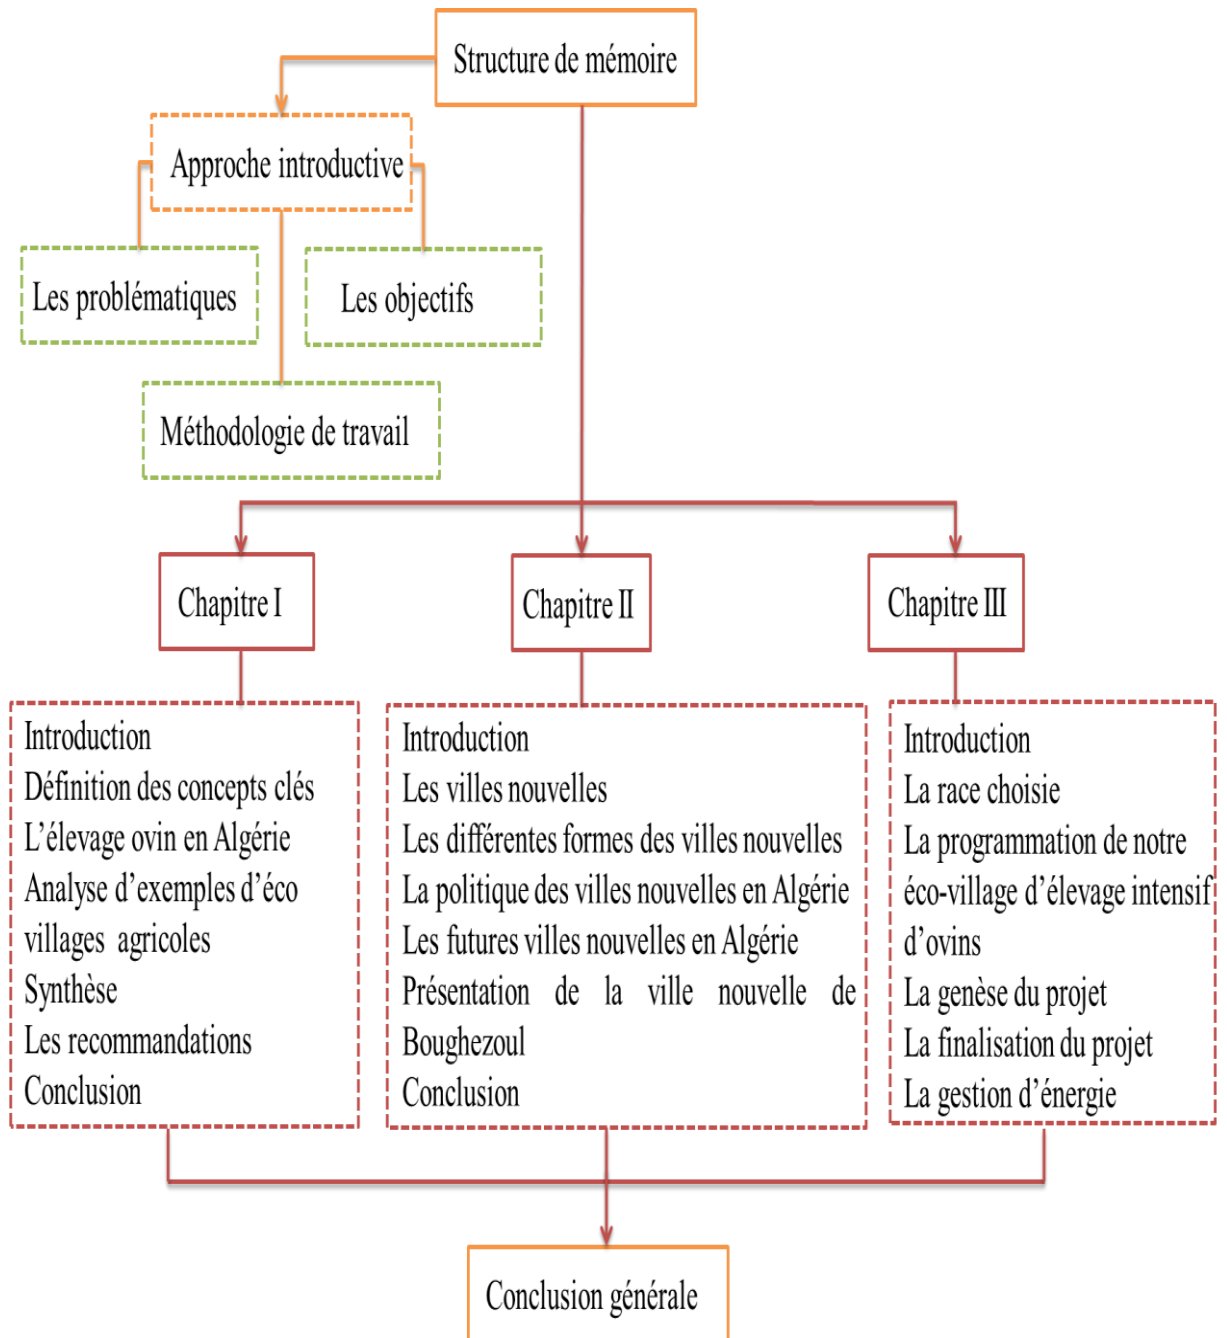 Structure de mémoire
Approche introductive
Les problématiques
Les objectifs
Méthodologie de travail
Chapitre I
Chapitre II
Chapitre III
Introduction
Définition des concepts clés
L’élevage ovin en Algérie
Analyse d’exemples d’éco
villages agricoles
Synthèse
Les recommandations
Conclusion
Introduction
Les villes nouvelles
Les différentes formes des villes nouvelles
La politique des villes nouvelles en Algérie
Les futures villes nouvelles en Algérie
Présentation de la ville nouvelle de
Boughezoul
Conclusion
Introduction
La race choisie
La programmation de notre
éco-village d’élevage intensif
d’ovins
La genèse du projet
La finalisation du projet
La gestion d’énergie
Conclusion générale